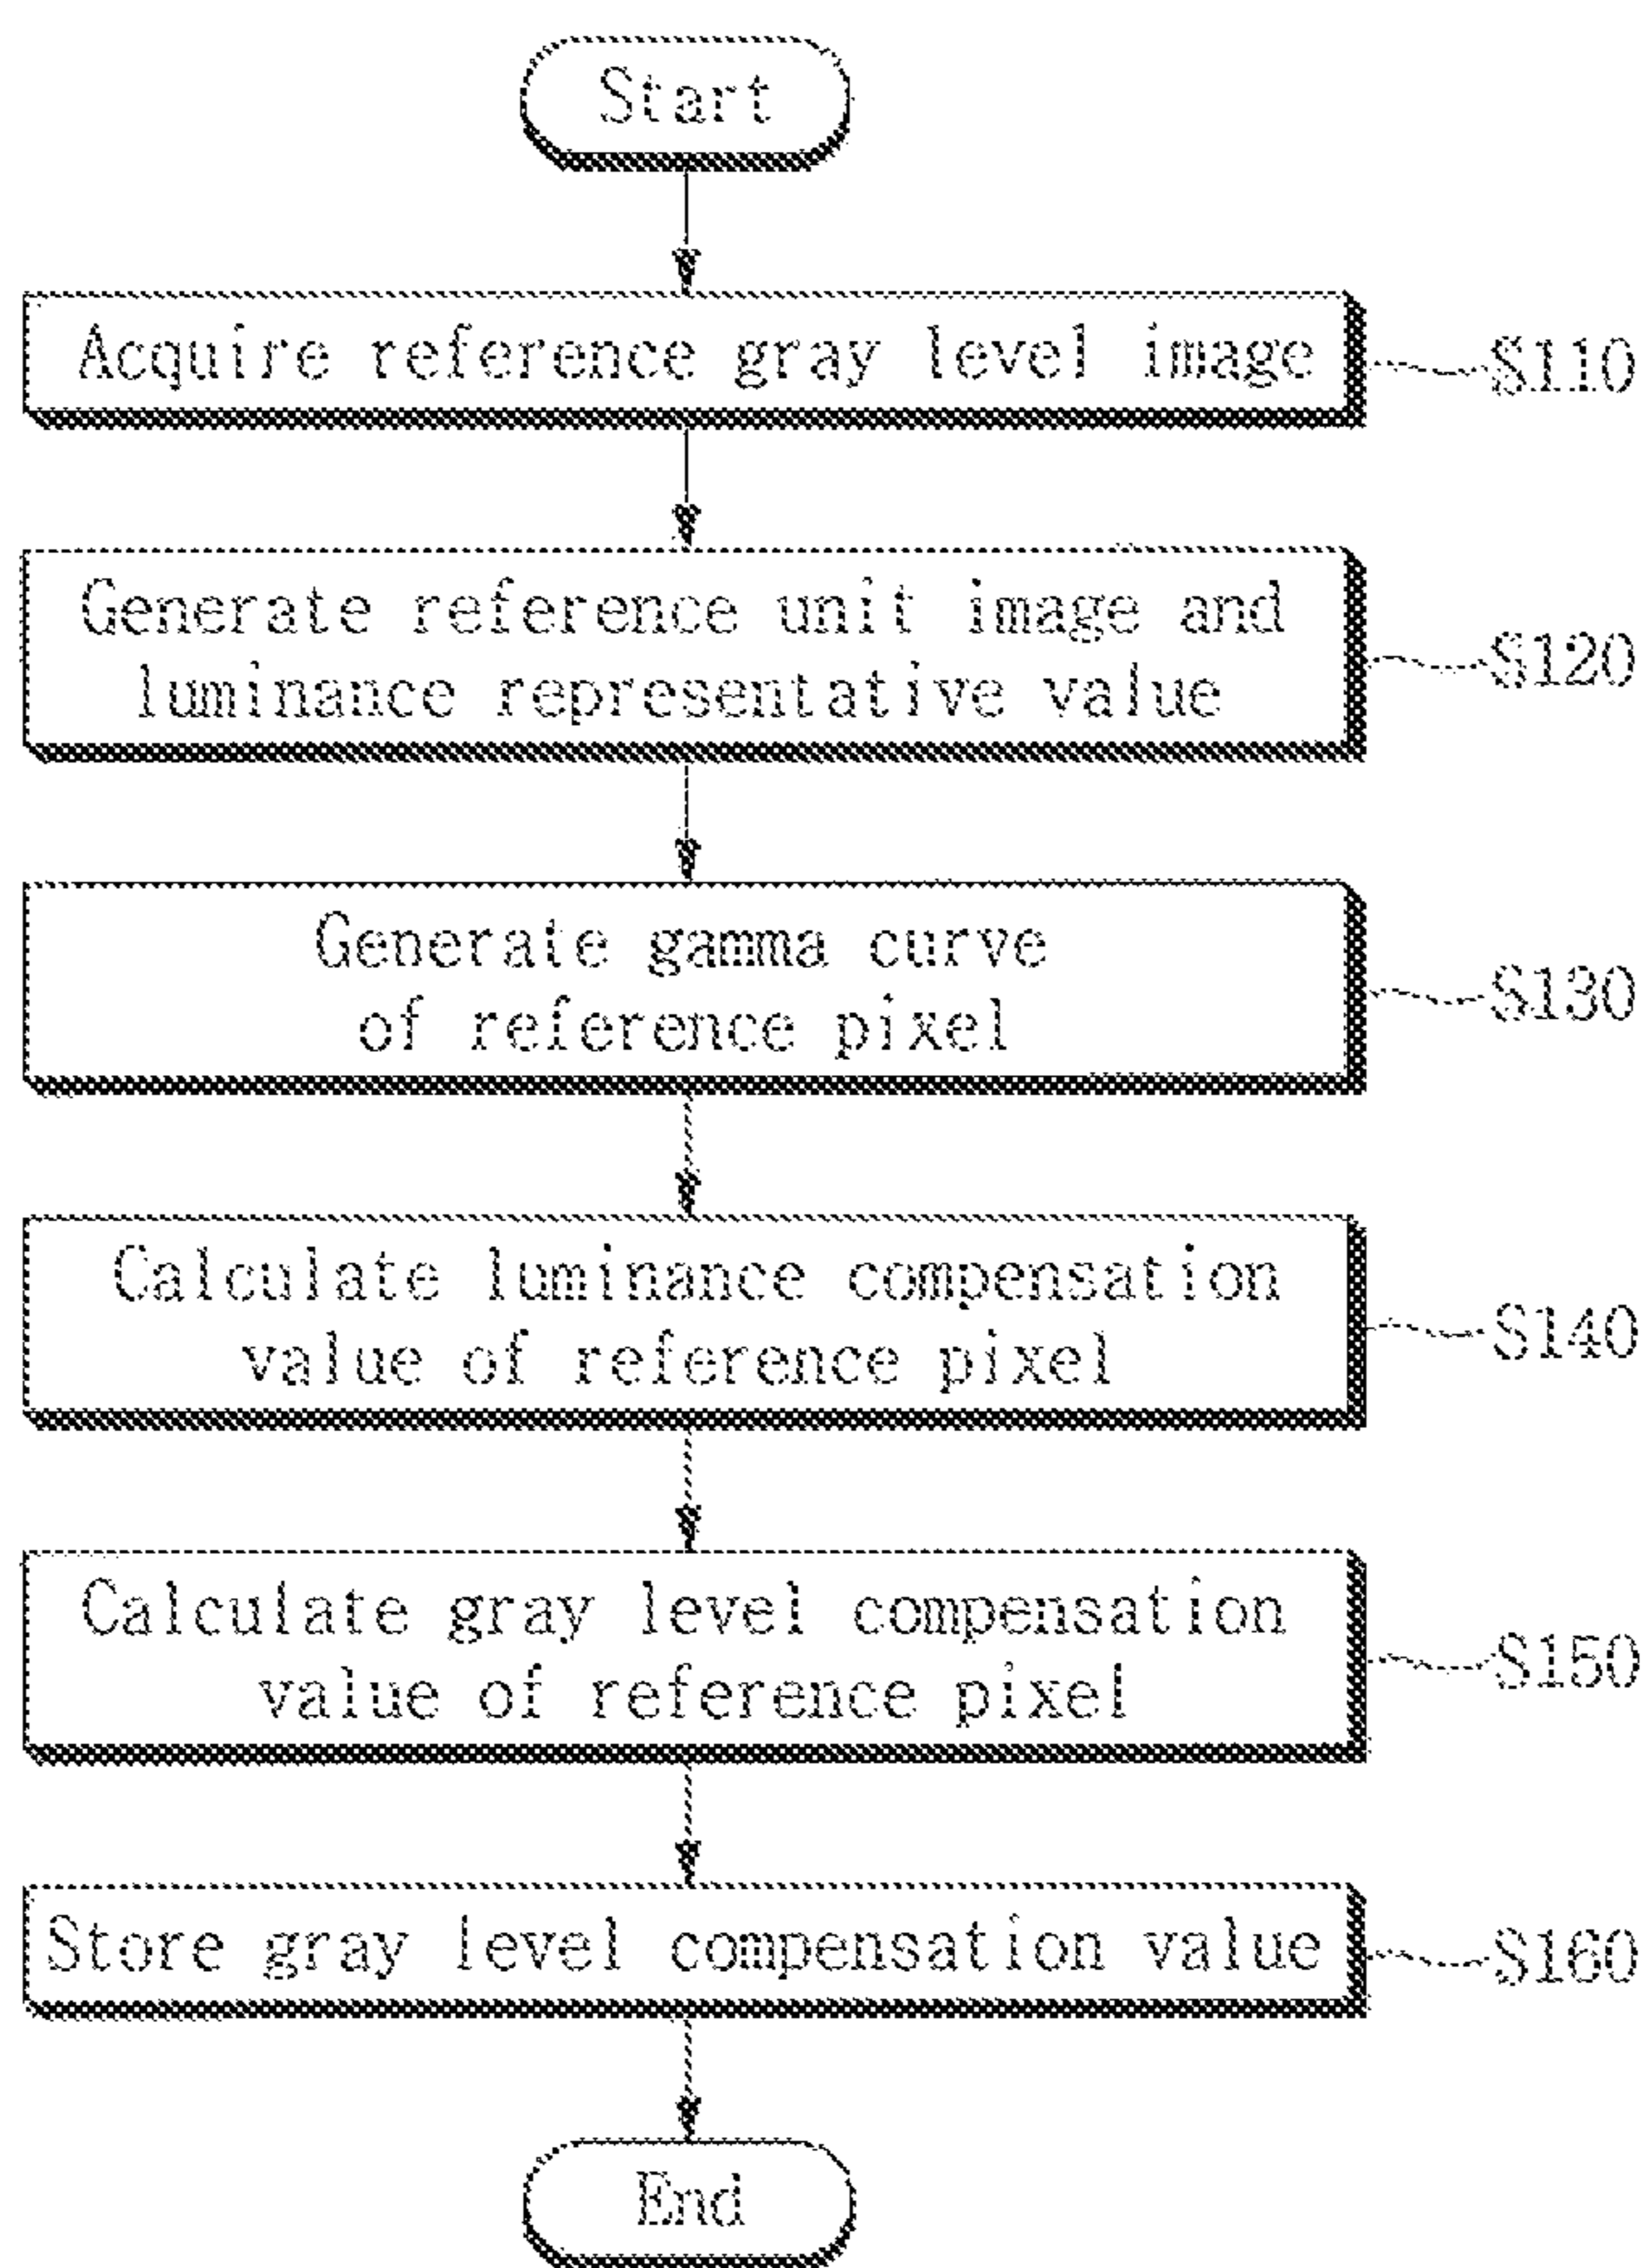 Start
Acquire reference gray level image
S110
Generate reference unit image and
luminance representative value
S120
Generate gamma curve
of reference pixel
S130
Calculate luminance compensation
value of reference pixel
S140
Calculate gray level compensation
value of reference pixel
S150
Store gray level compensation value
S160
End